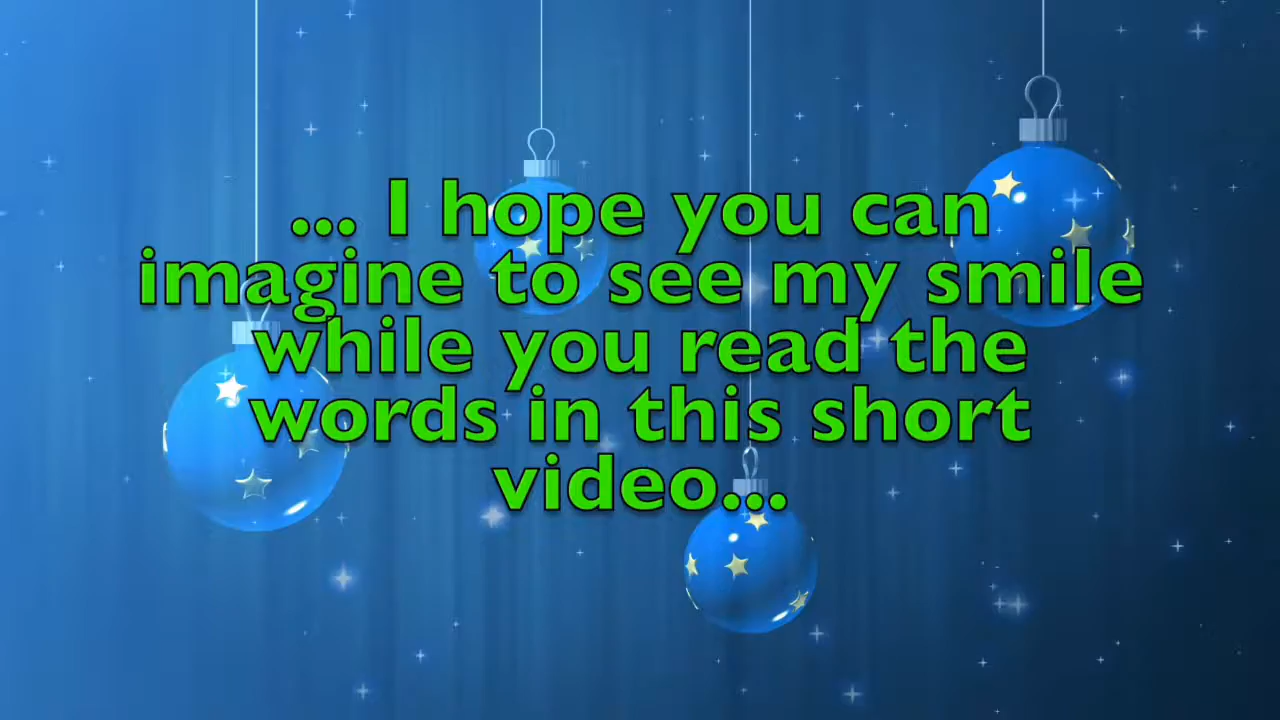 ... I hope you can
imagine to see my smile
while you read the
words in this short
video...